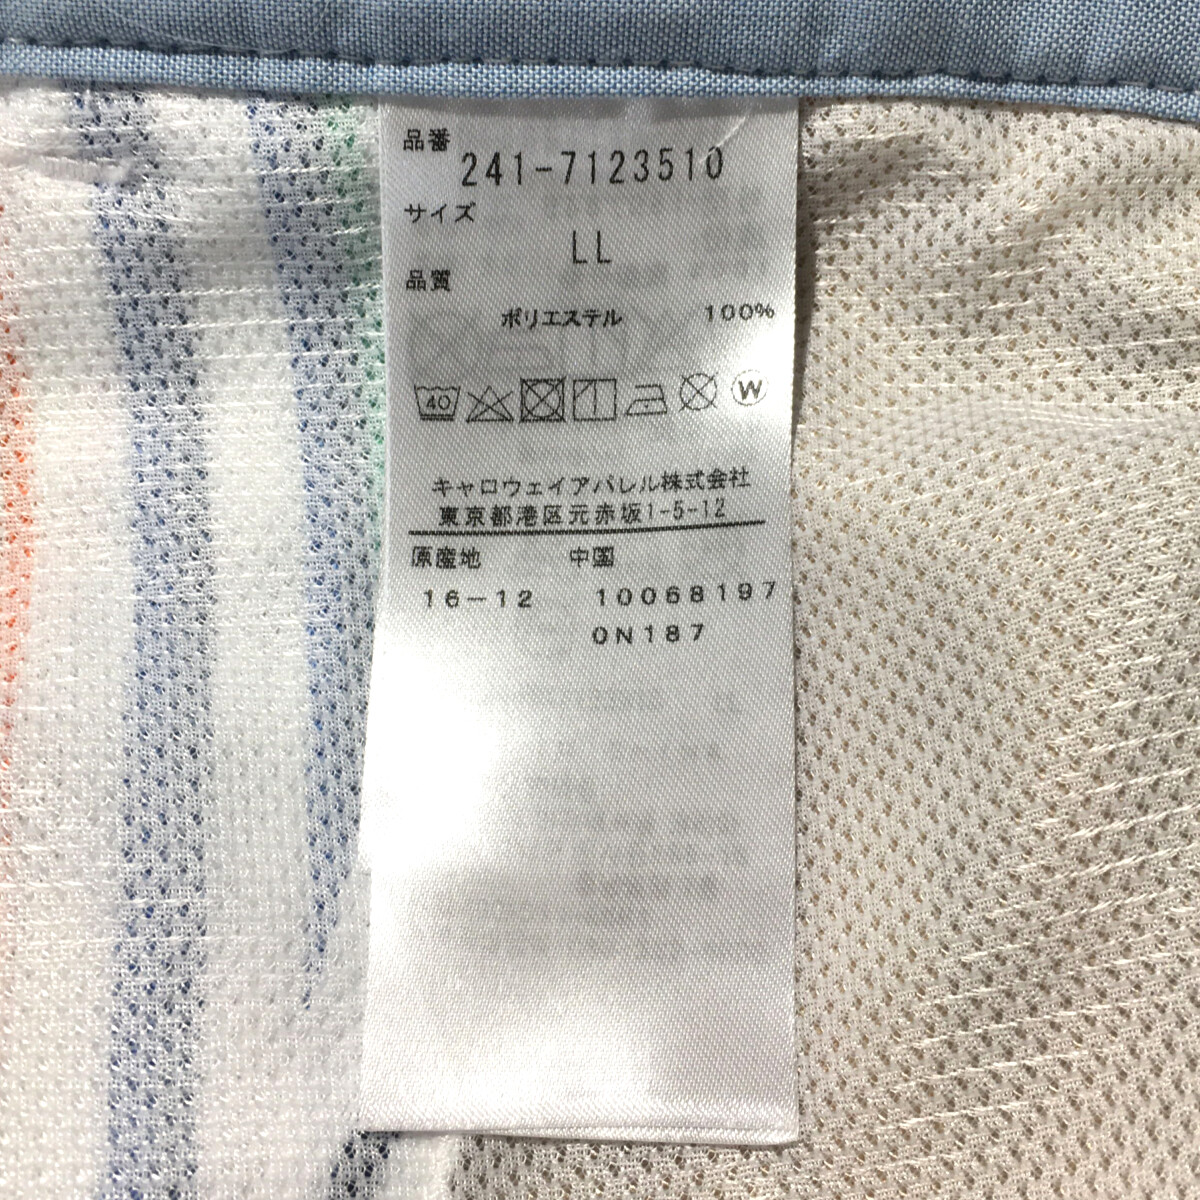 品番
241-7123510
サイズ
LL
品質
ポリエステル 100%
40 W
キャロウェイアパレル株式会社
東京都港区元赤坂1-5-12
原産地 中国
16-12 10068197
0N187